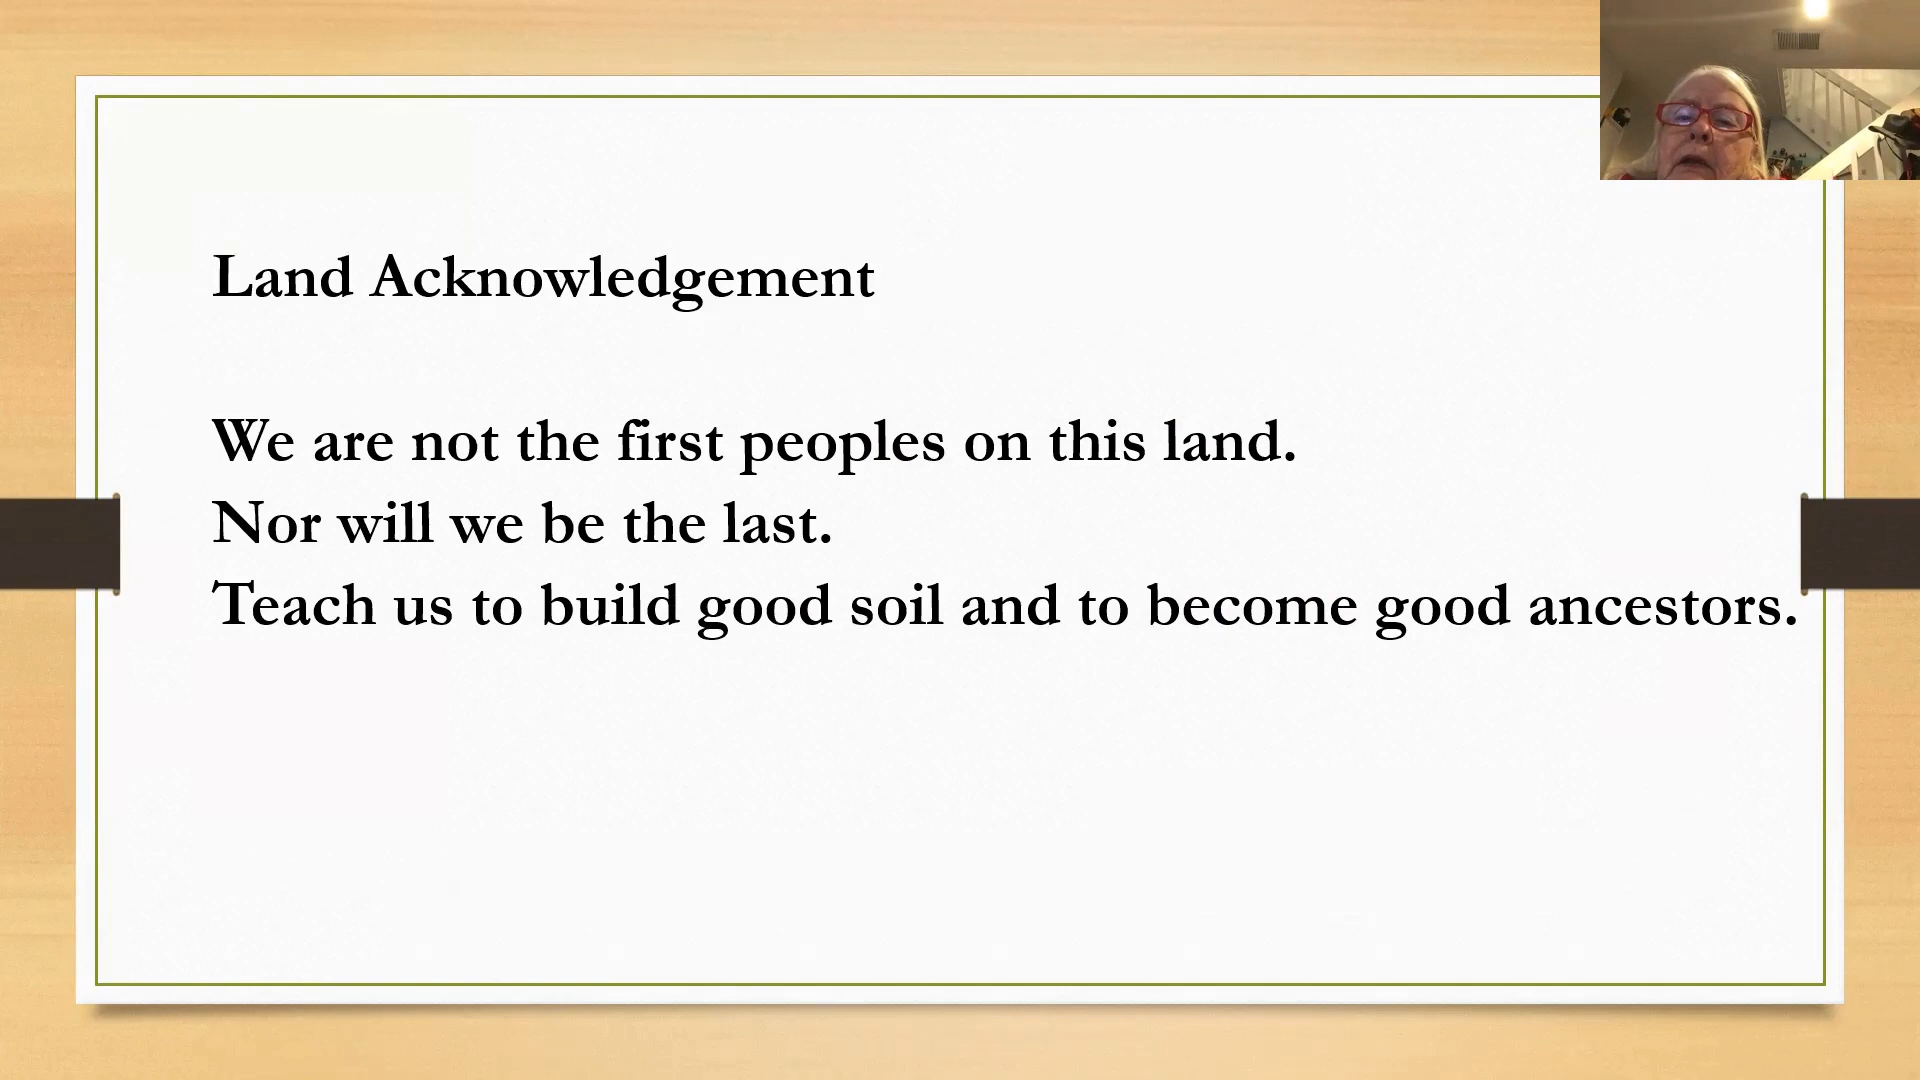 Land Acknowledgement
We are not the first peoples on this land.
Nor will we be the last.
Teach us to build good soil and to become good ancestors.